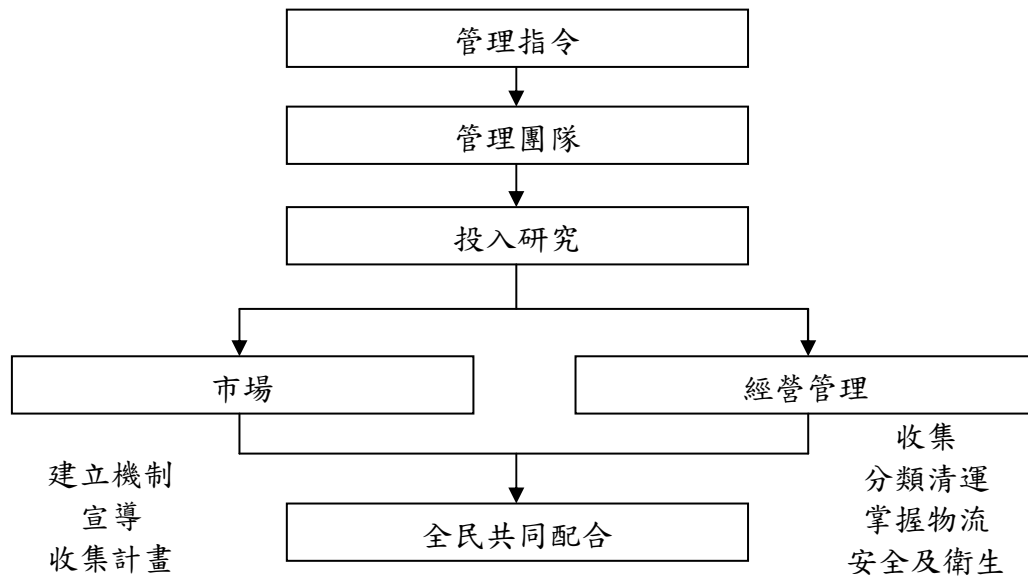 管理指令
管理團隊
投入研究
市場
經營管理
建立機制
宣導
收集計畫
收集
分類清運
掌握物流
安全及衛生
全民共同配合